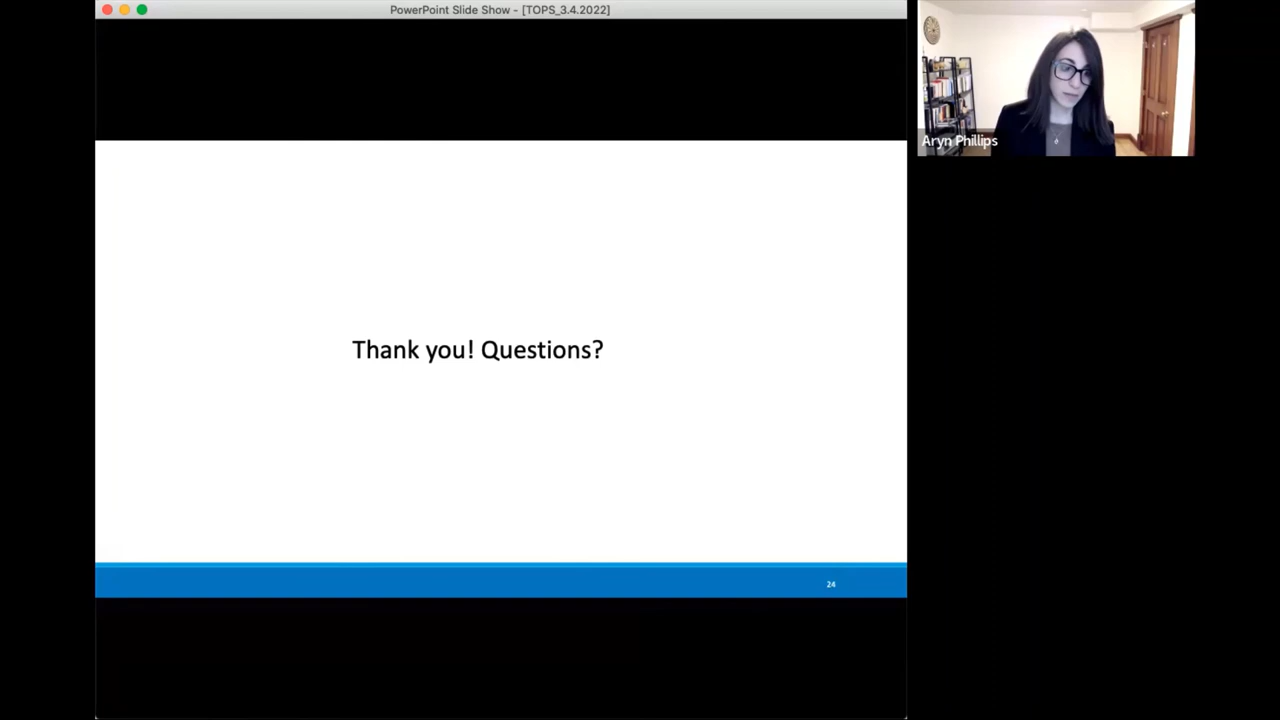 PowerPoint Slide Show - [TOPS_3.4.2022]
Aryn Phillips
Thank you! Questions?
24